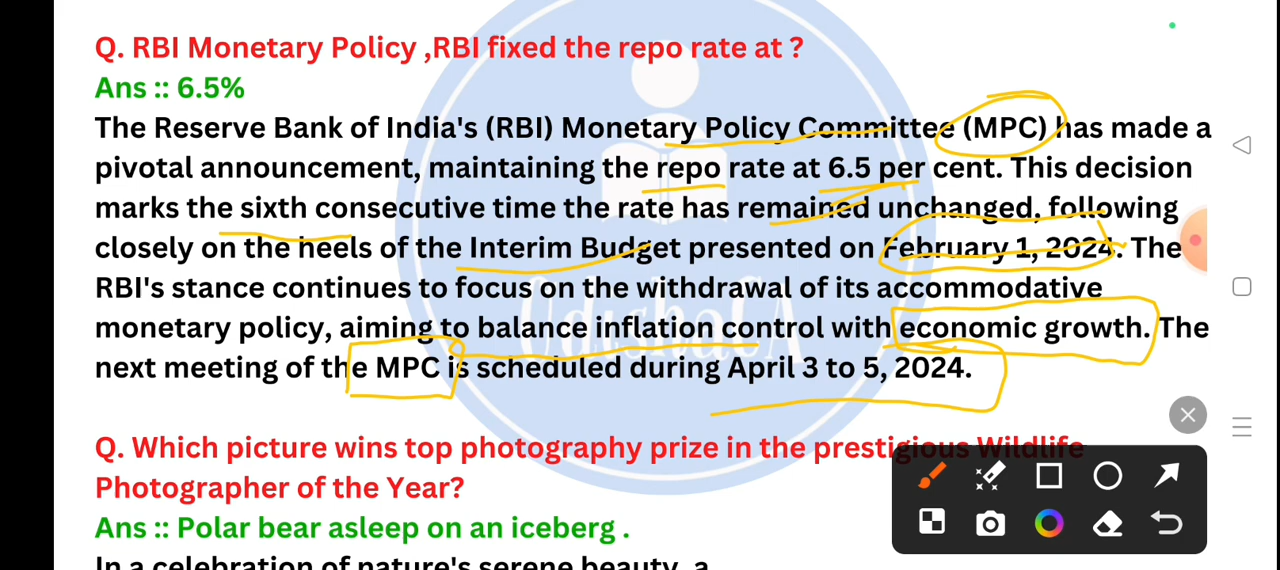 Q. RBI Monetary Policy ,RBI fixed the repo rate at ?
Ans :: 6.5%
The Reserve Bank of India's (RBI) Monetary Policy Committee (MPC) has made a
pivotal announcement, maintaining the repo rate at 6.5 per cent. This decision
marks the sixth consecutive time the rate has remained unchanged, following
closely on the heels of the Interim Budget presented on February 1, 2024. The
RBI's stance continues to focus on the withdrawal of its accommodative
monetary policy, aiming to balance inflation control with economic growth. The
next meeting of the MPC is scheduled during April 3 to 5, 2024.
Q. Which picture wins top photography prize in the prestigious Wildlife
Photographer of the Year?
Ans :: Polar bear asleep on an iceberg .
In a celebration of nature's serene beauty, a